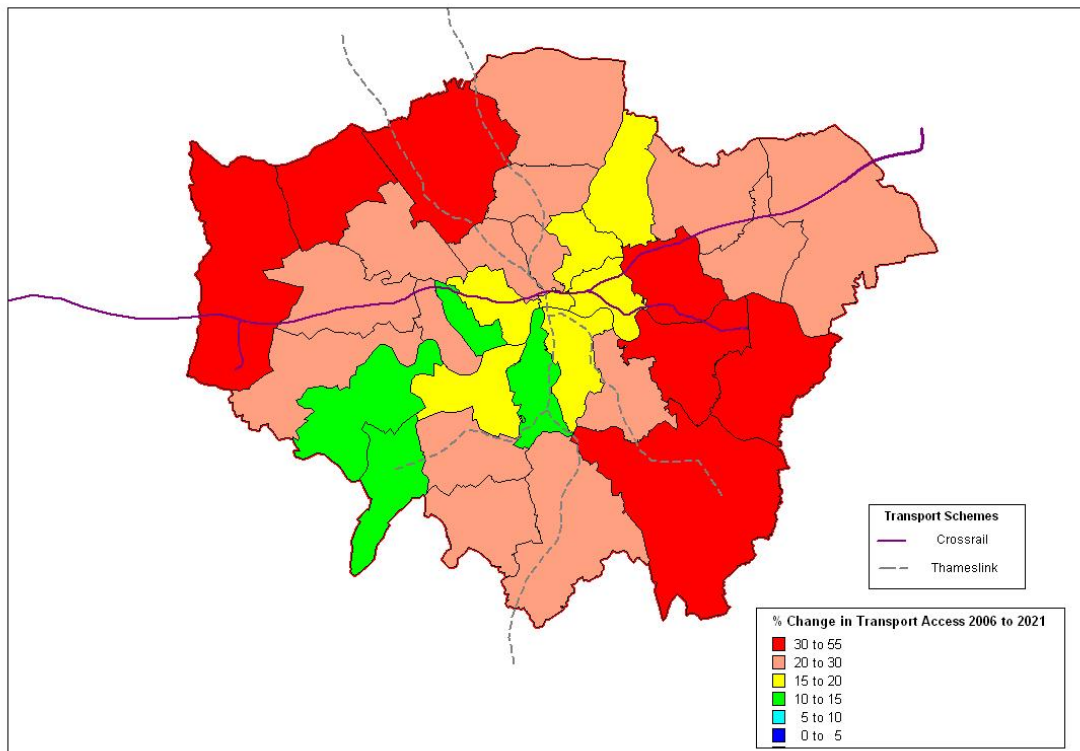 Transport Schemes
Crossrail
Thameslink
% Change in Transport Access 2006 to 2021
30 to 55
20 to 30
15 to 20
10 to 15
5 to 10
0 to 5